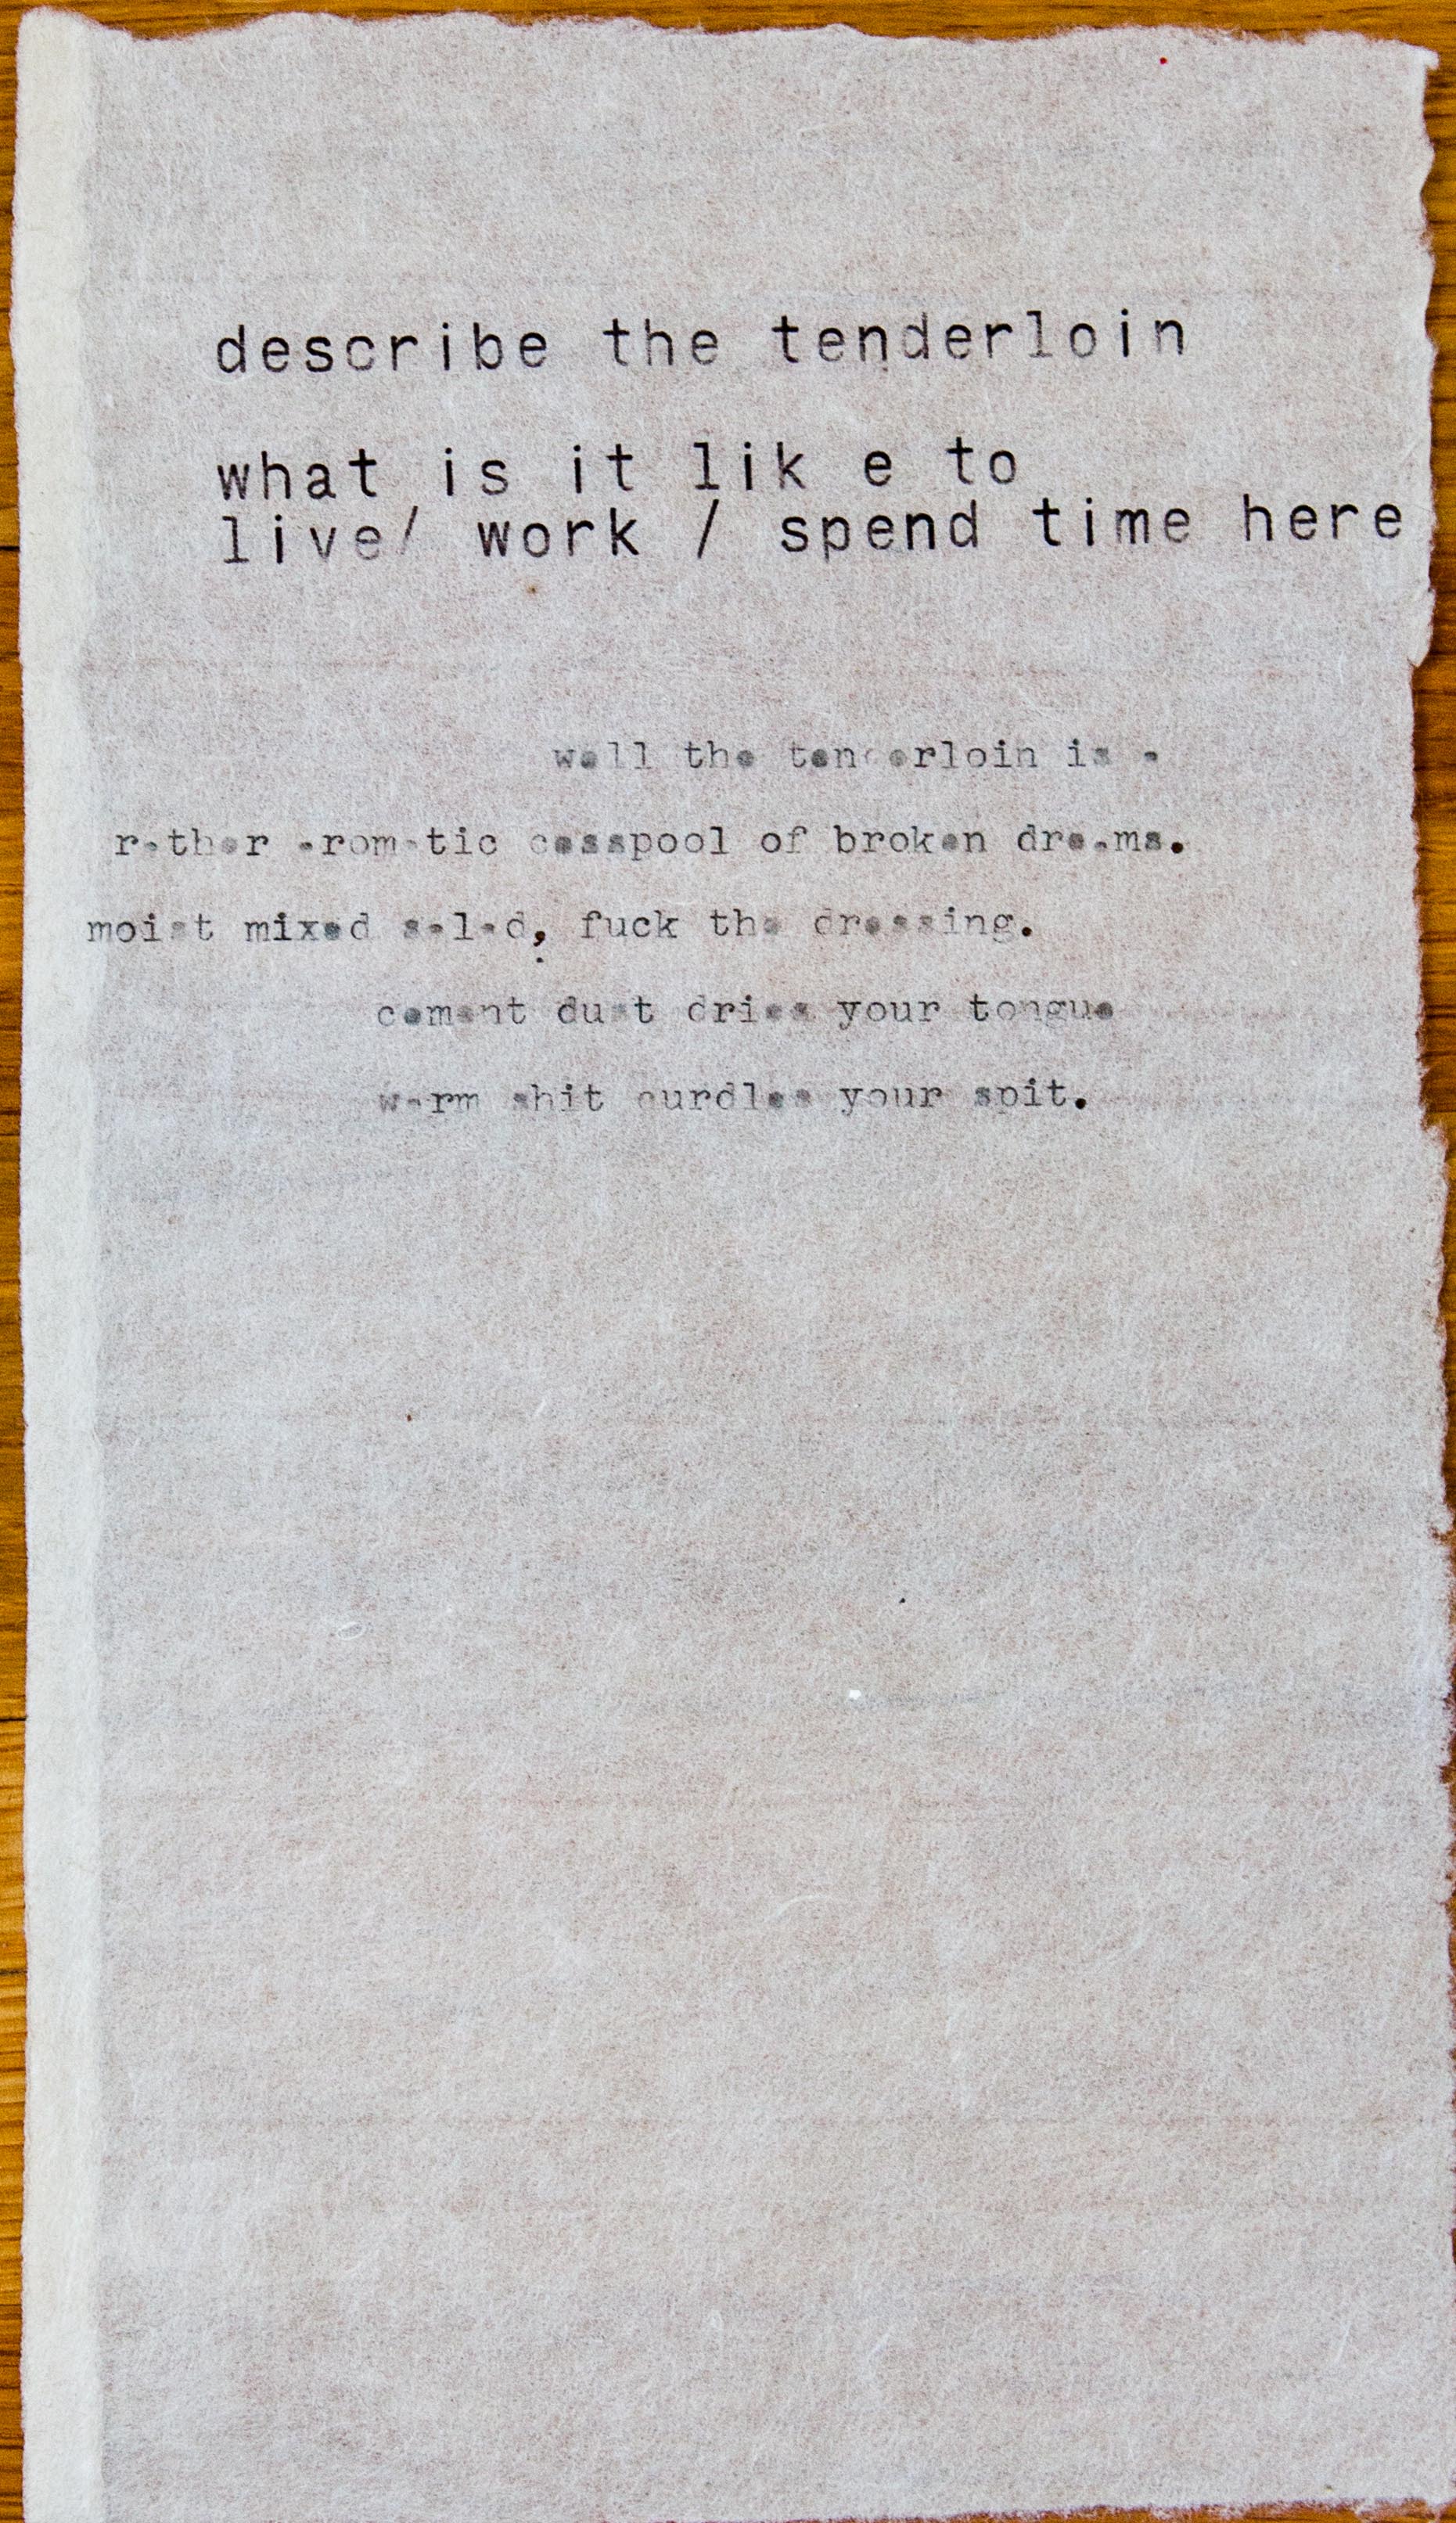 describe the tenderloin
what is it lik e to
live/ work / spend time here
well the tenderloin is a
rather aromatic cesspool of broken dreams.
moist mixed salad, fuck the dressing.
cement dust dries your tongue
warm shit curdles your spit.